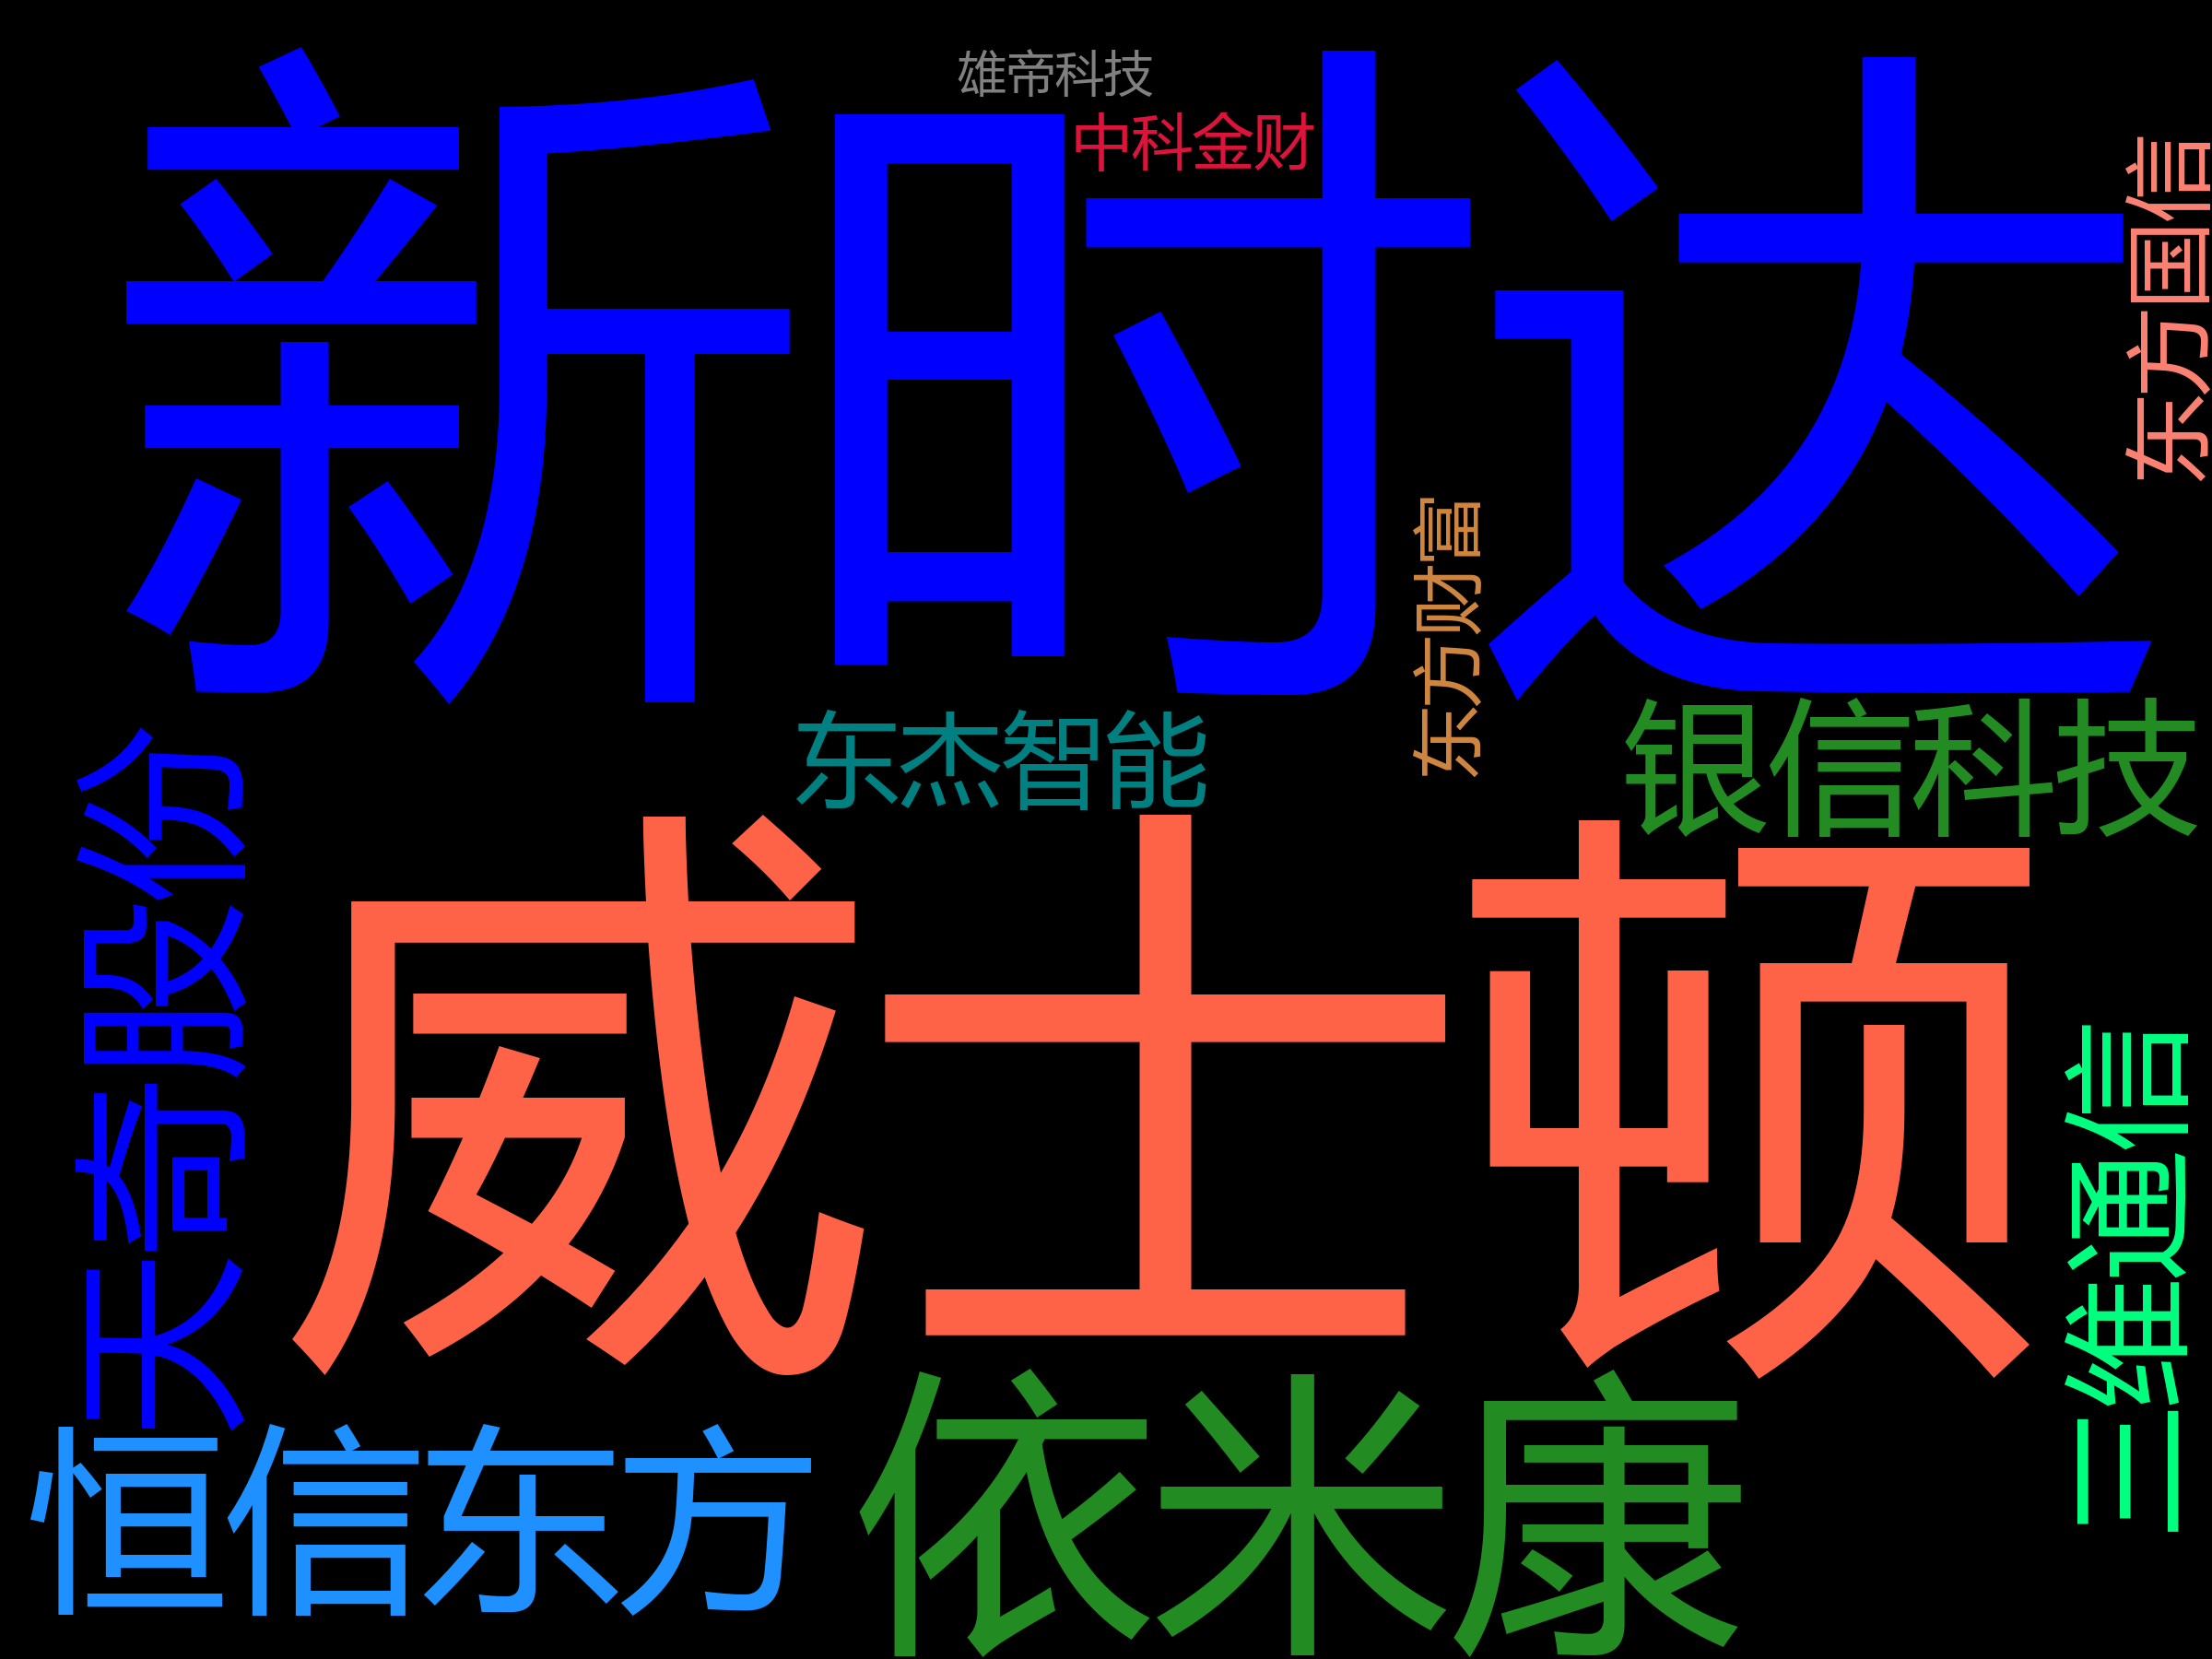 雄帝科技
中科金财
新时达
东方国信
东方财富
东杰智能
银信科技
天奇股份
威士顿
三维通信
恒信东方
依米康